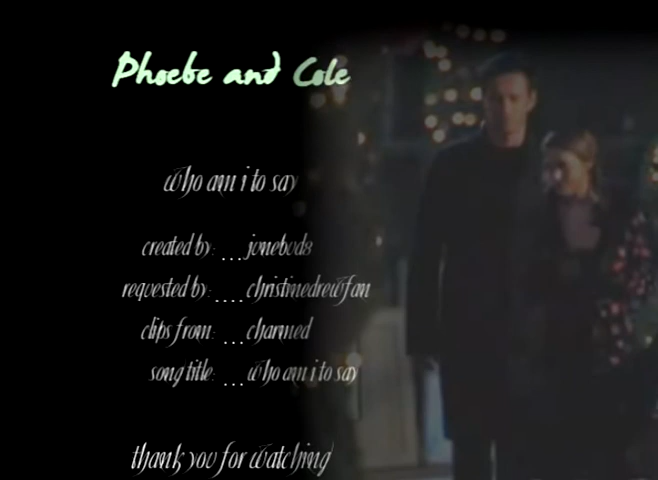 Phoebe and Cole
who am i to say
created by: ... jonebud8
requested by: .... christinedrewfan
clips from: ... charmed
song title: ... who am i to say
thank you for watching